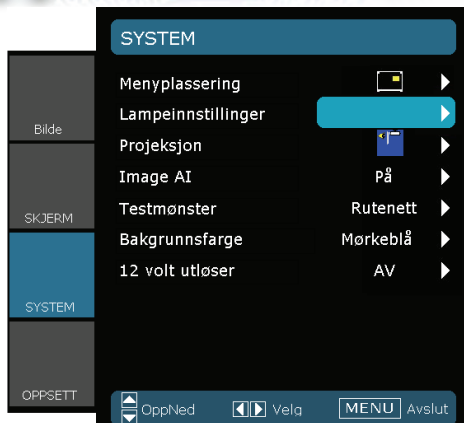 SYSTEM
Menyplassering
Lampeinnstillinger
Projeksjon
Image AI På
Testmønster Rutenett
Bakgrunnsfarge Mørkeblå
12 volt utløser AV
Bilde
SKJERM
SYSTEM
OPPSETT
OppNed Velg MENU Avslut